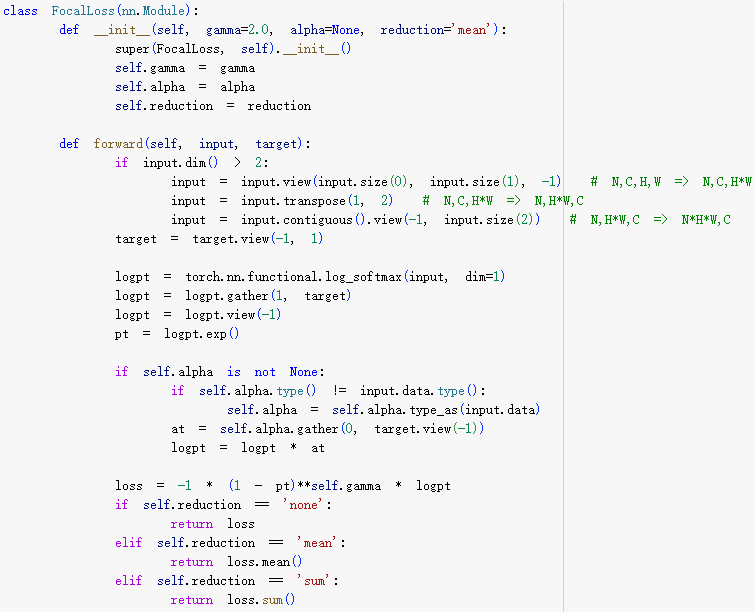 class FocalLoss(nn.Module):
    def __init__(self, gamma=2.0, alpha=None, reduction='mean'):
        super(FocalLoss, self).__init__()
        self.gamma = gamma
        self.alpha = alpha
        self.reduction = reduction

    def forward(self, input, target):
        if input.dim() > 2:
            input = input.view(input.size(0), input.size(1), -1)  # N,C,H,W => N,C,H*W
            input = input.transpose(1, 2)  # N,C,H*W => N,H*W,C
            input = input.contiguous().view(-1, input.size(2))  # N,H*W,C => N*H*W,C
        target = target.view(-1, 1)

        logpt = torch.nn.functional.log_softmax(input, dim=1)
        logpt = logpt.gather(1, target)
        logpt = logpt.view(-1)
        pt = logpt.exp()

        if self.alpha is not None:
            if self.alpha.type() != input.data.type():
                self.alpha = self.alpha.type_as(input.data)
            at = self.alpha.gather(0, target.view(-1))
            logpt = logpt * at

        loss = -1 * (1 - pt)**self.gamma * logpt
        if self.reduction == 'none':
            return loss
        elif self.reduction == 'mean':
            return loss.mean()
        elif self.reduction == 'sum':
            return loss.sum()